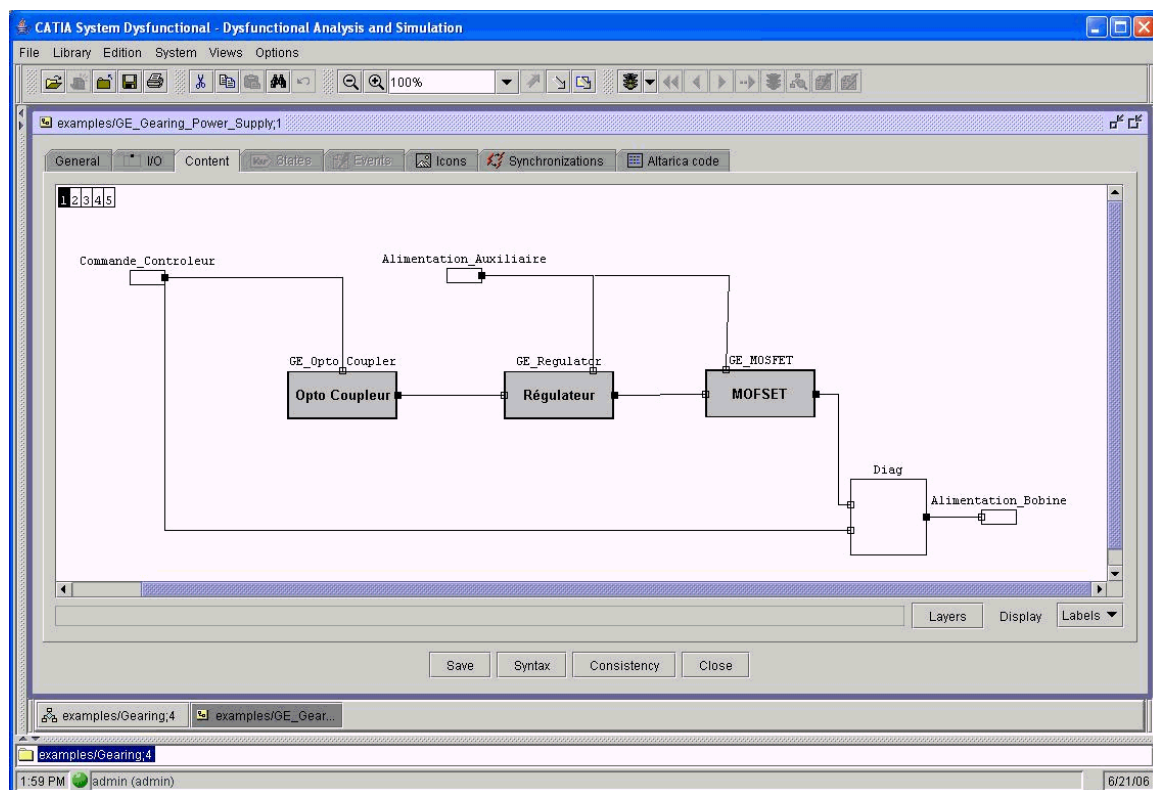 CATIA System Dysfunctional - Dysfunctional Analysis and Simulation
File Library Edition System Views Options
100%
examples/GE_Gearing_Power_Supply;1
General I/O Content States Events Icons Synchronizations Altarica code
1 2 3 4 5
Commande_Controleur Alimentation_Auxiliaire
GE_Opto_Coupler GE_Regulator GE_MOSFET
Opto Coupleur Régulateur MOFSET
Diag
Alimentation_Bobine
Layers Display Labels
Save Syntax Consistency Close
examples/Gearing;4 examples/GE_Gear...
examples/Gearing;4
1:59 PM admin (admin) 6/21/06